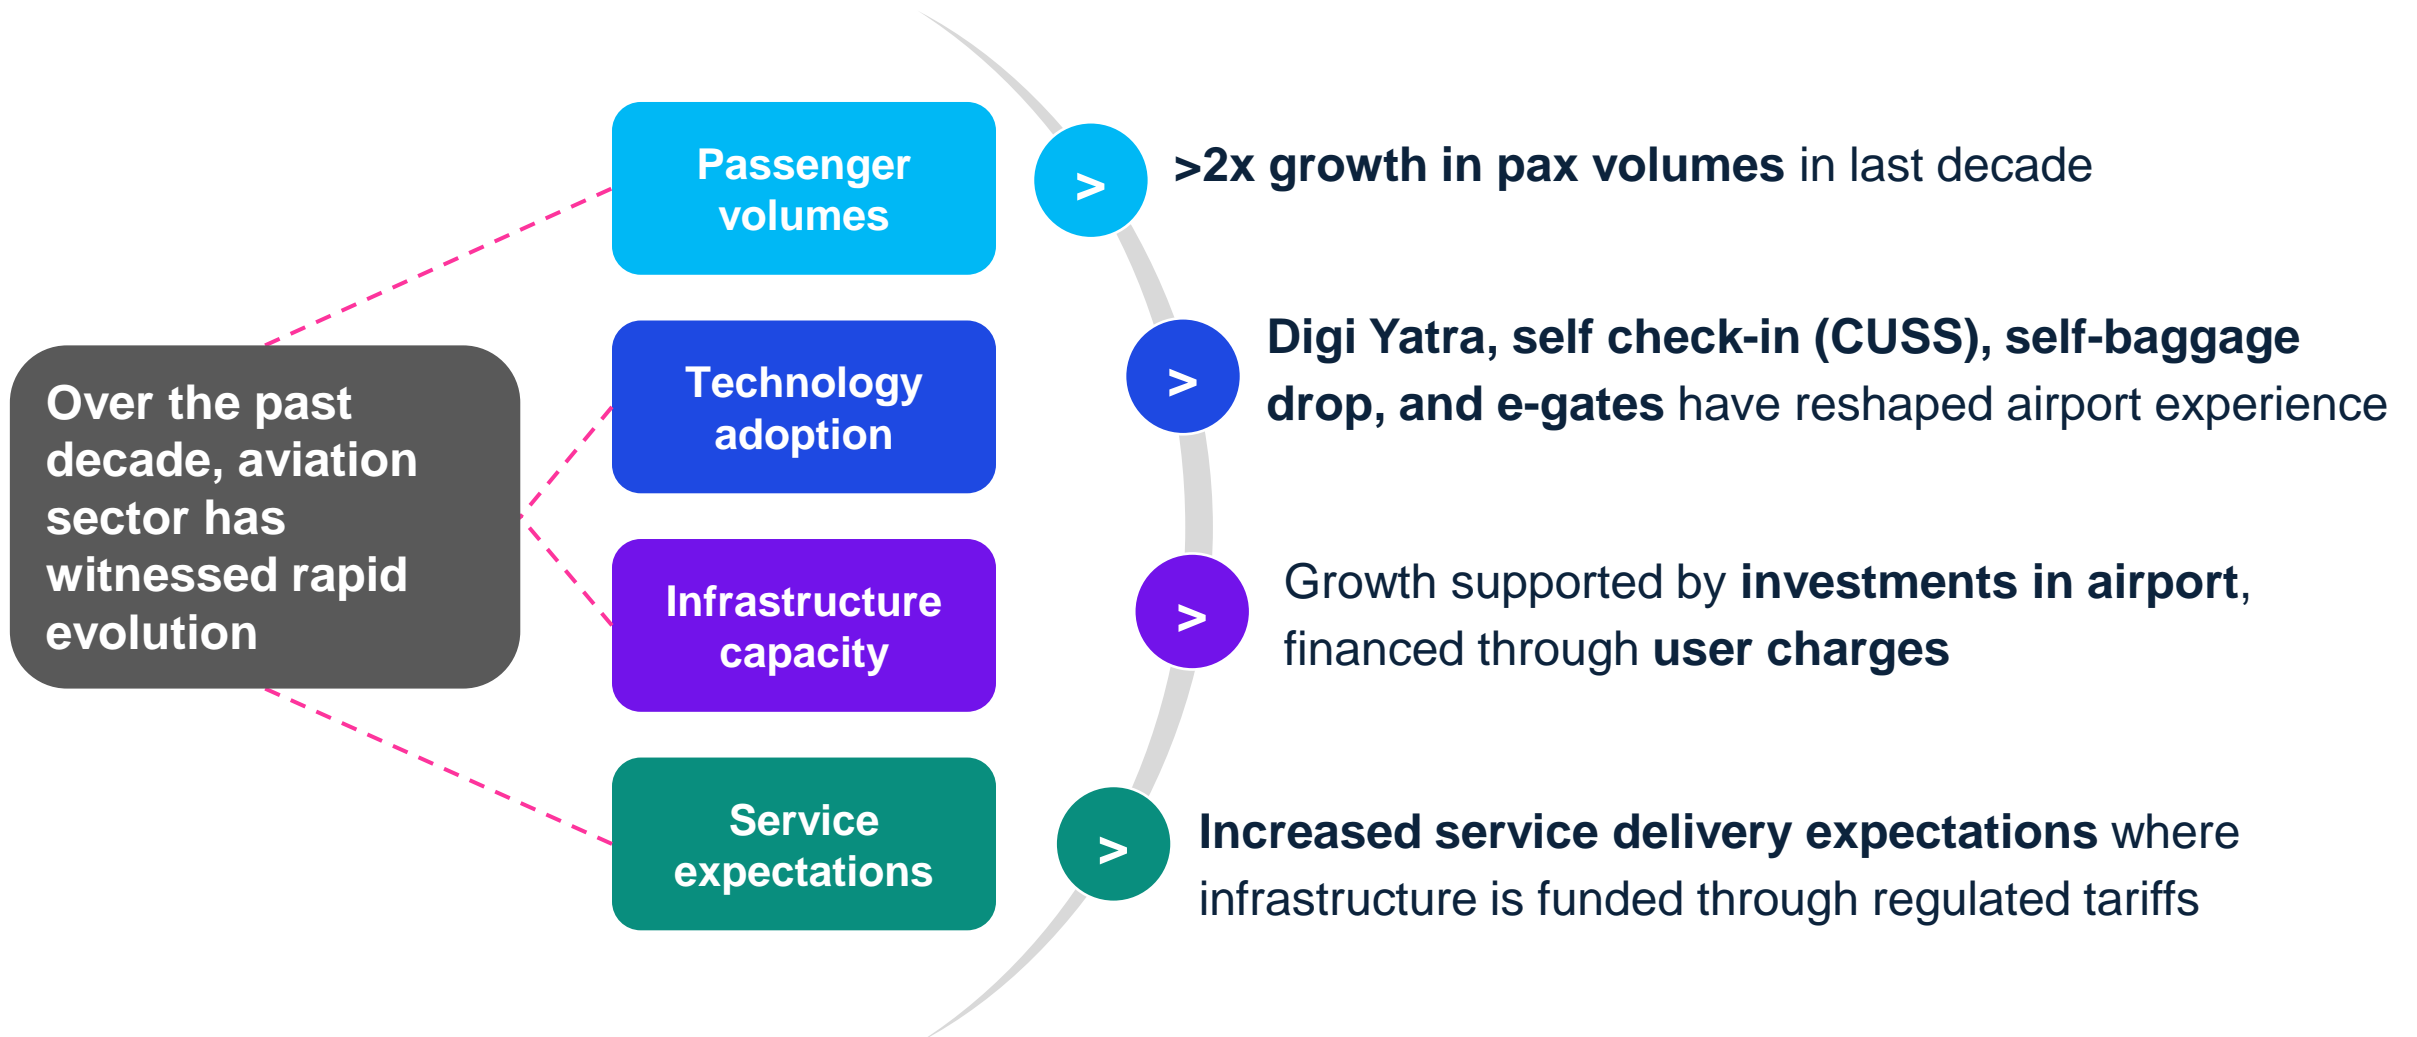 Over the past
decade, aviation
sector has
witnessed rapid
evolution
Passenger
volumes
>
>2x growth in pax volumes in last decade
Technology
adoption
>
Digi Yatra, self check-in (CUSS), self-baggage
drop, and e-gates have reshaped airport experience
Infrastructure
capacity
>
Growth supported by investments in airport,
financed through user charges
Service
expectations
>
Increased service delivery expectations where
infrastructure is funded through regulated tariffs